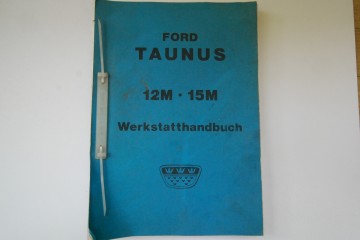 FORD
TAUNUS
12M · 15M
Werkstatthandbuch